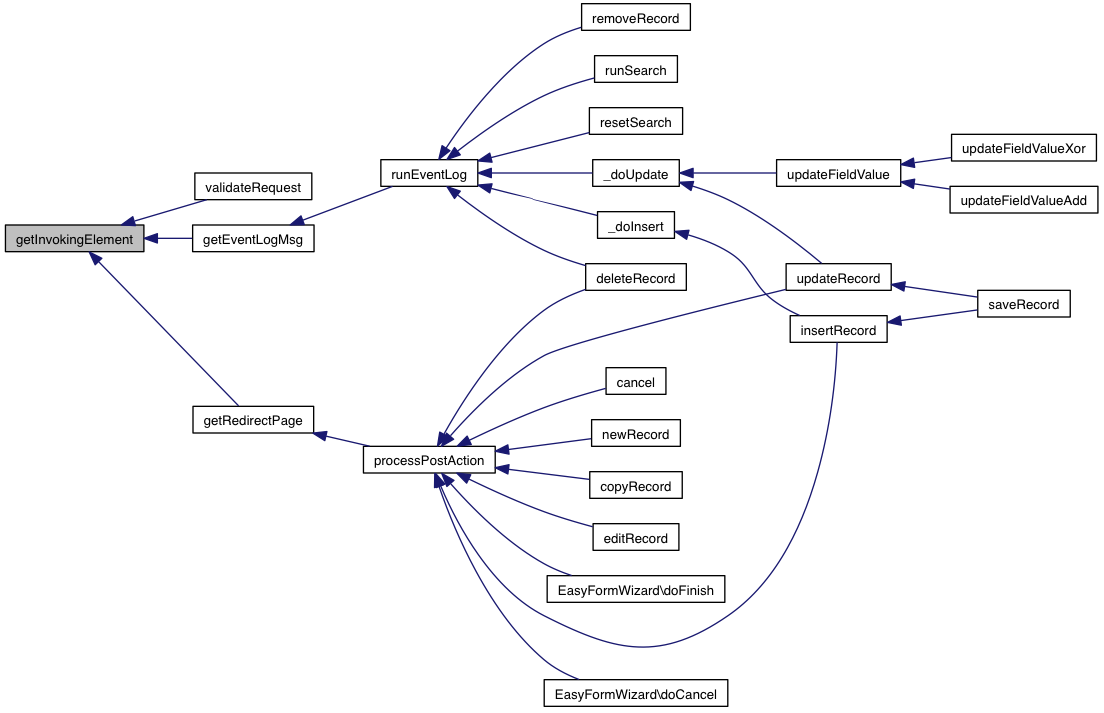 removeRecord
runSearch
resetSearch
updateFieldValueXor
runEventLog
_doUpdate
updateFieldValue
validateRequest
updateFieldValueAdd
getInvokingElement
getEventLogMsg
_doInsert
deleteRecord
updateRecord
saveRecord
insertRecord
cancel
getRedirectPage
newRecord
processPostAction
copyRecord
editRecord
EasyFormWizard\doFinish
EasyFormWizard\doCancel